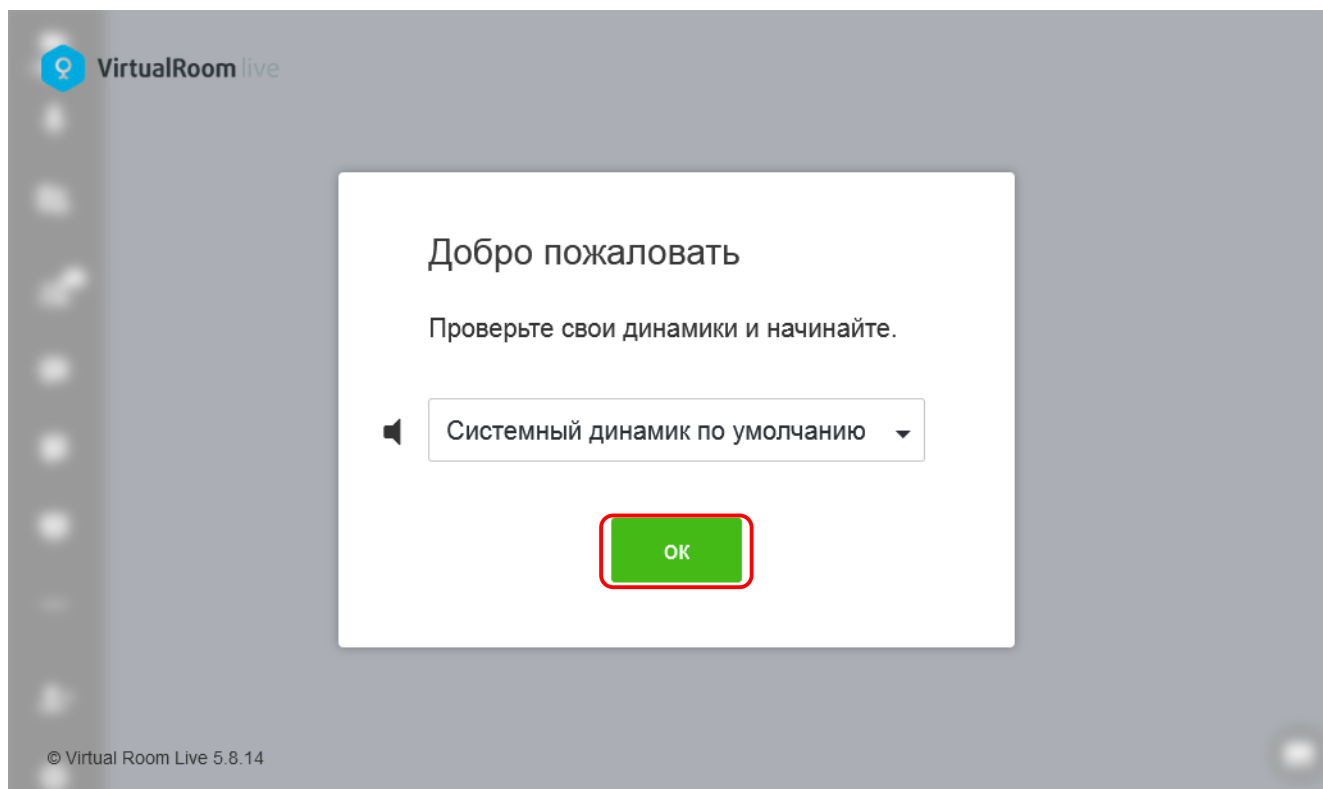 VirtualRoom live
Добро пожаловать
Проверьте свои динамики и начинайте.
Системный динамик по умолчанию
ОК
© Virtual Room Live 5.8.14